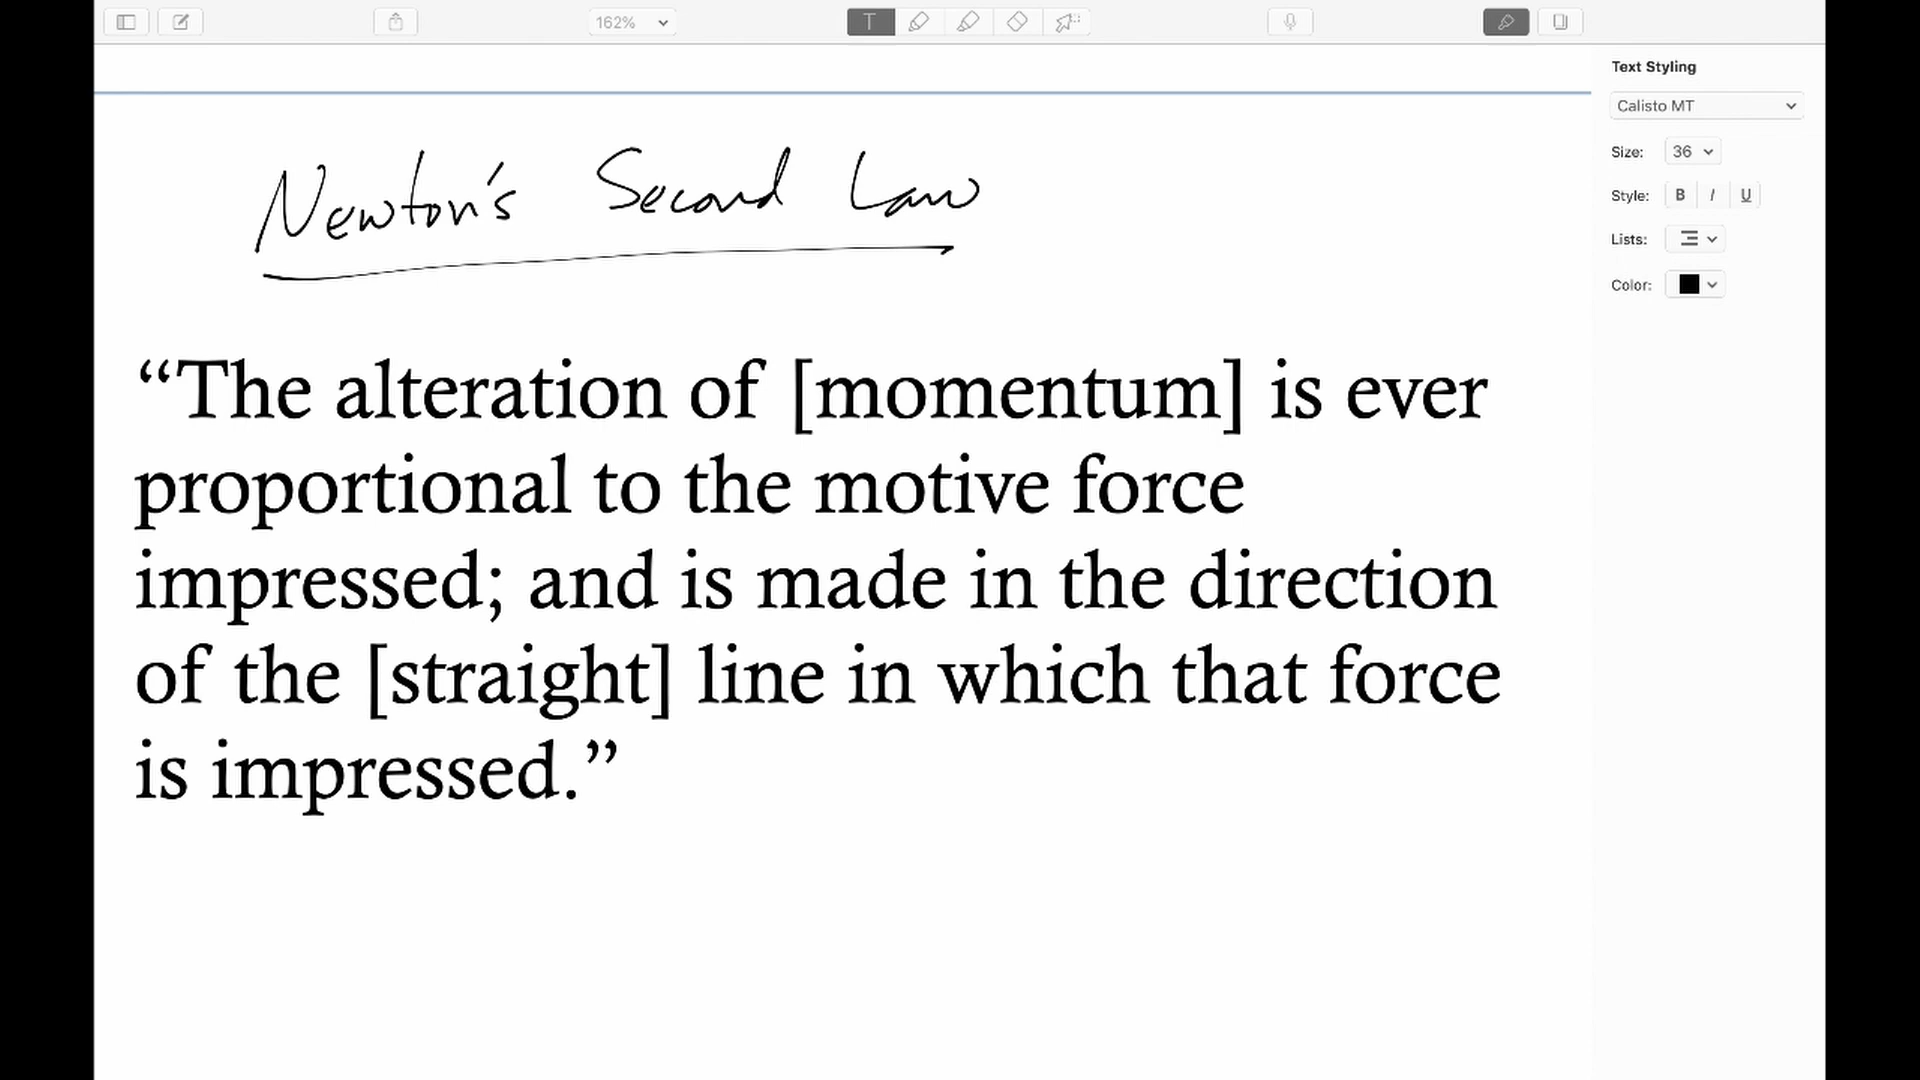 162%
T
Text Styling
Calisto MT
Size: 36
Style: B I U
Lists:
Color:
Newton's Second Law
“The alteration of [momentum] is ever
proportional to the motive force
impressed; and is made in the direction
of the [straight] line in which that force
is impressed.”